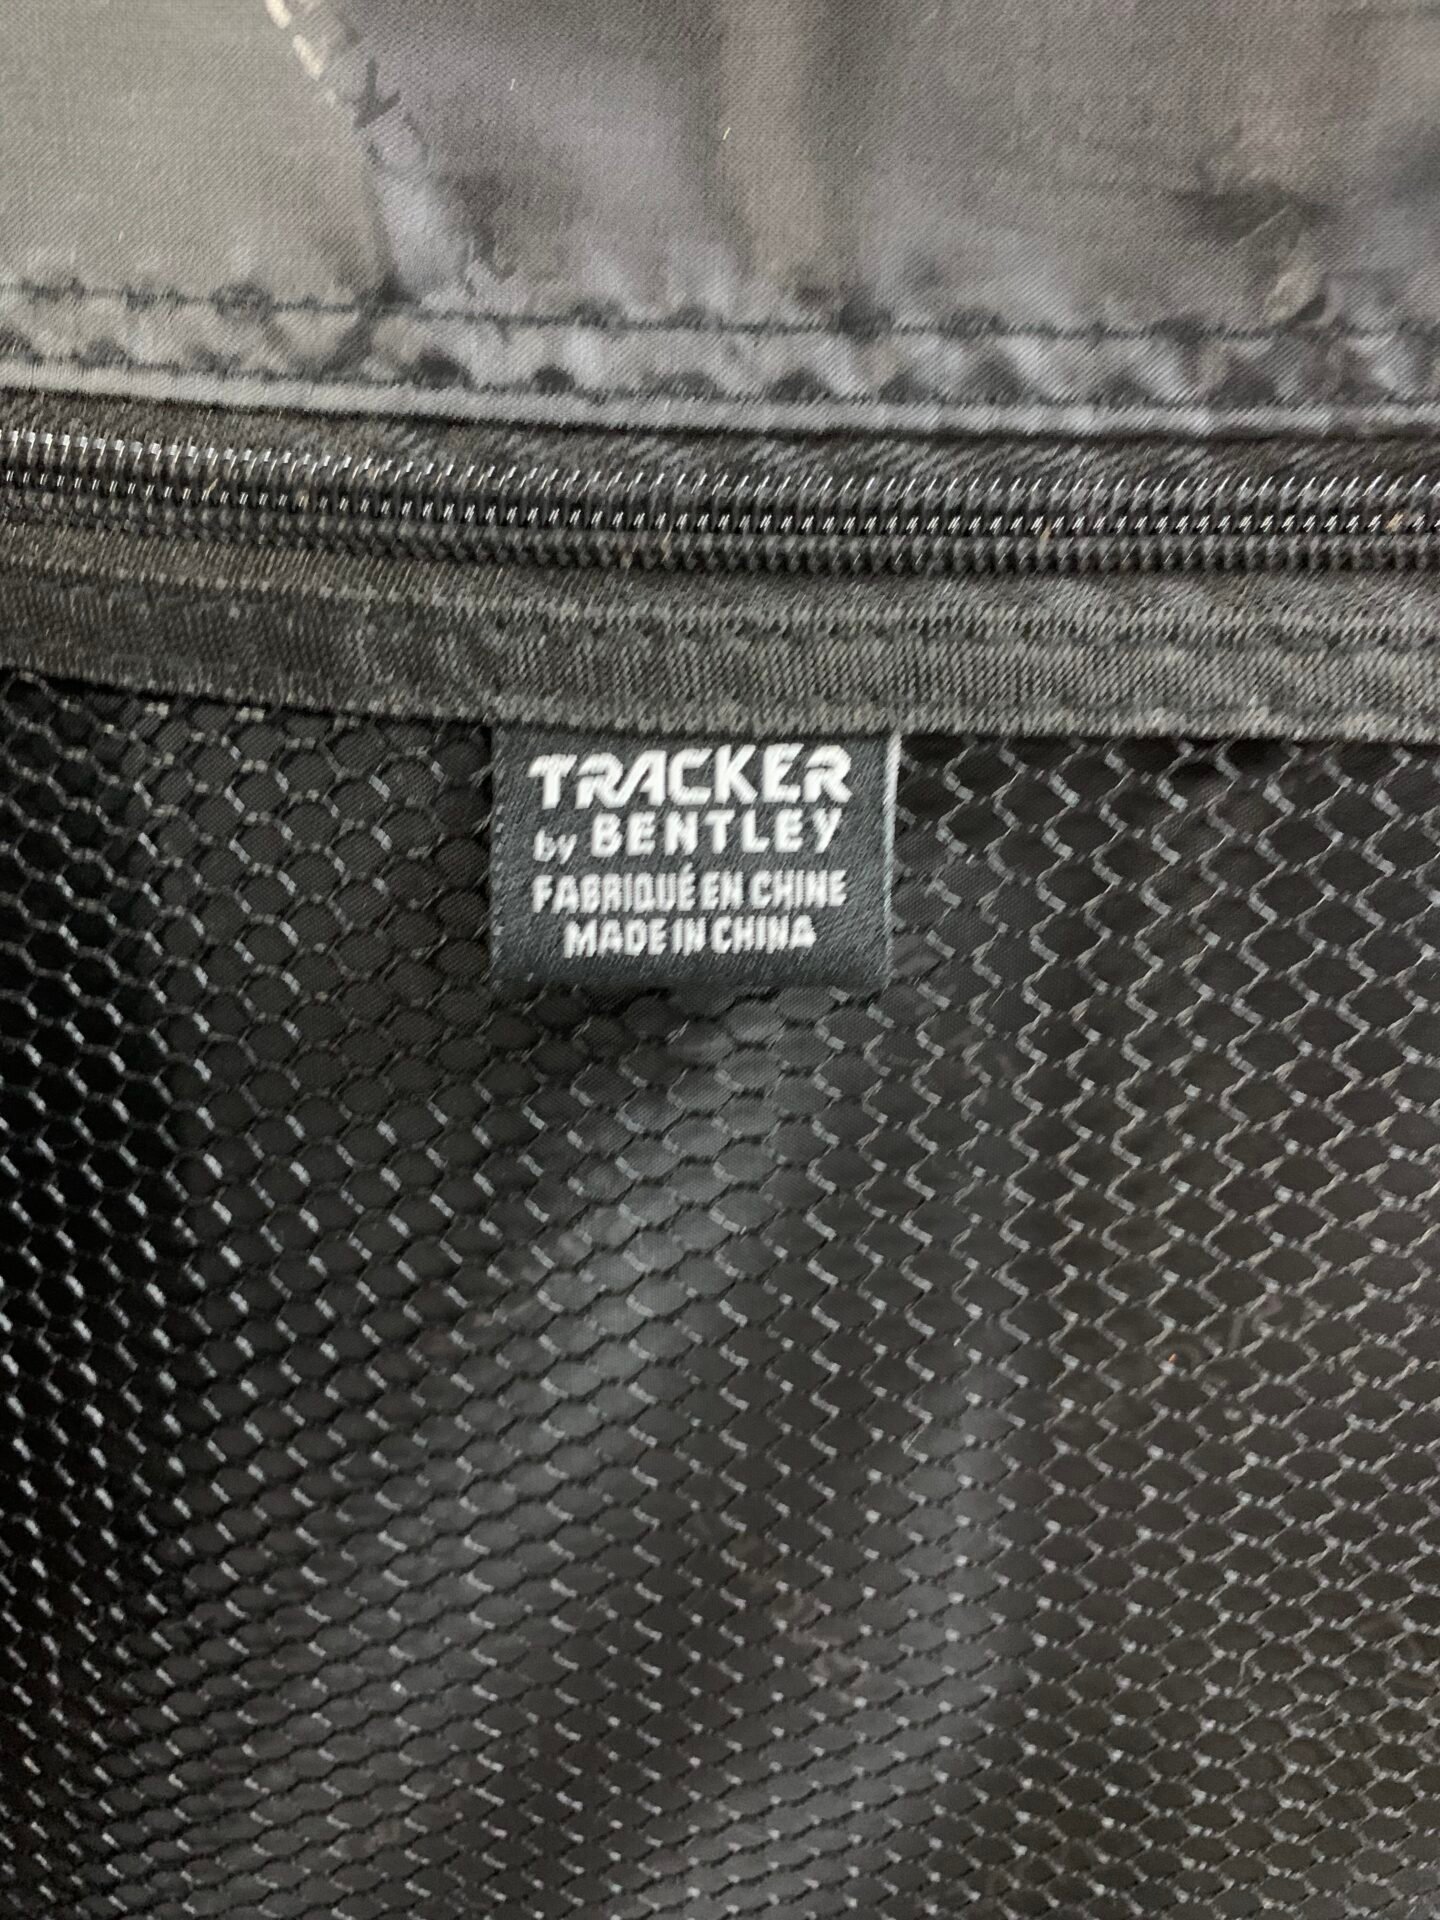 TRACKER
by BENTLEY
FABRIQUÉ EN CHINE
MADE IN CHINA